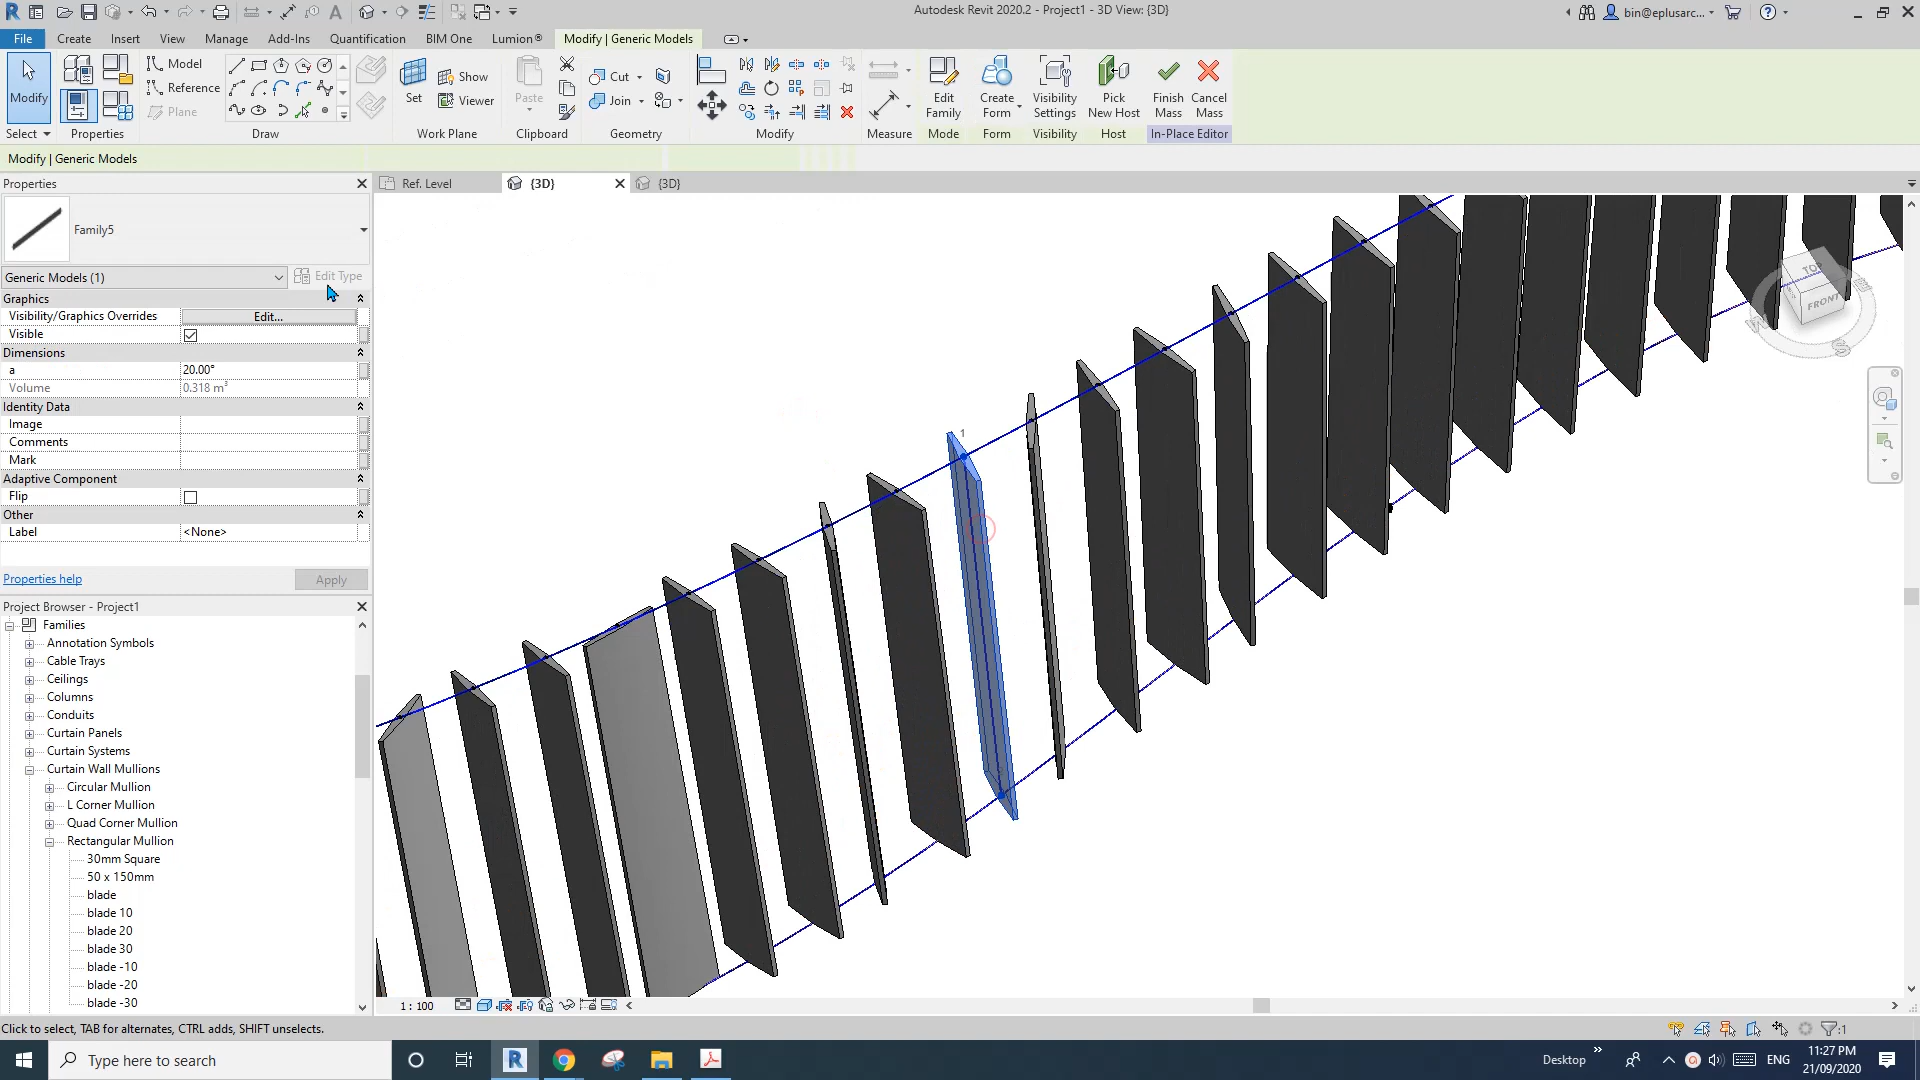 Autodesk Revit 2020.2 - Project1 - 3D View: {3D}
bin@eplusarc...
File Create Insert View Manage Add-Ins Quantification BIM One Lumion® Modify | Generic Models
Modify
Select
Properties
Model
Reference
Plane
Draw
Set
Show
Viewer
Work Plane
Paste
Clipboard
Cut
Join
Geometry
Modify
Measure
Edit
Family
Mode
Create
Form
Form
Visibility
Settings
Visibility
Pick
New Host
Host
Finish
Mass
Cancel
Mass
In-Place Editor
Modify | Generic Models
Properties
Family5
Generic Models (1)
Edit Type
Graphics
Visibility/Graphics Overrides Edit...
Visible
Dimensions
a 20.00°
Volume 0.318 m³
Identity Data
Image
Comments
Mark
Adaptive Component
Flip
Other
Label <None>
Properties help
Apply
Project Browser - Project1
Families
Annotation Symbols
Cable Trays
Ceilings
Columns
Conduits
Curtain Panels
Curtain Systems
Curtain Wall Mullions
Circular Mullion
L Corner Mullion
Quad Corner Mullion
Rectangular Mullion
30mm Square
50 x 150mm
blade
blade 10
blade 20
blade 30
blade -10
blade -20
blade -30
Ref. Level
{3D}
{3D}
1
TOP
FRONT
W
S
1 : 100
Click to select, TAB for alternates, CTRL adds, SHIFT unselects.
:1
Type here to search
Desktop
ENG
11:27 PM
21/09/2020